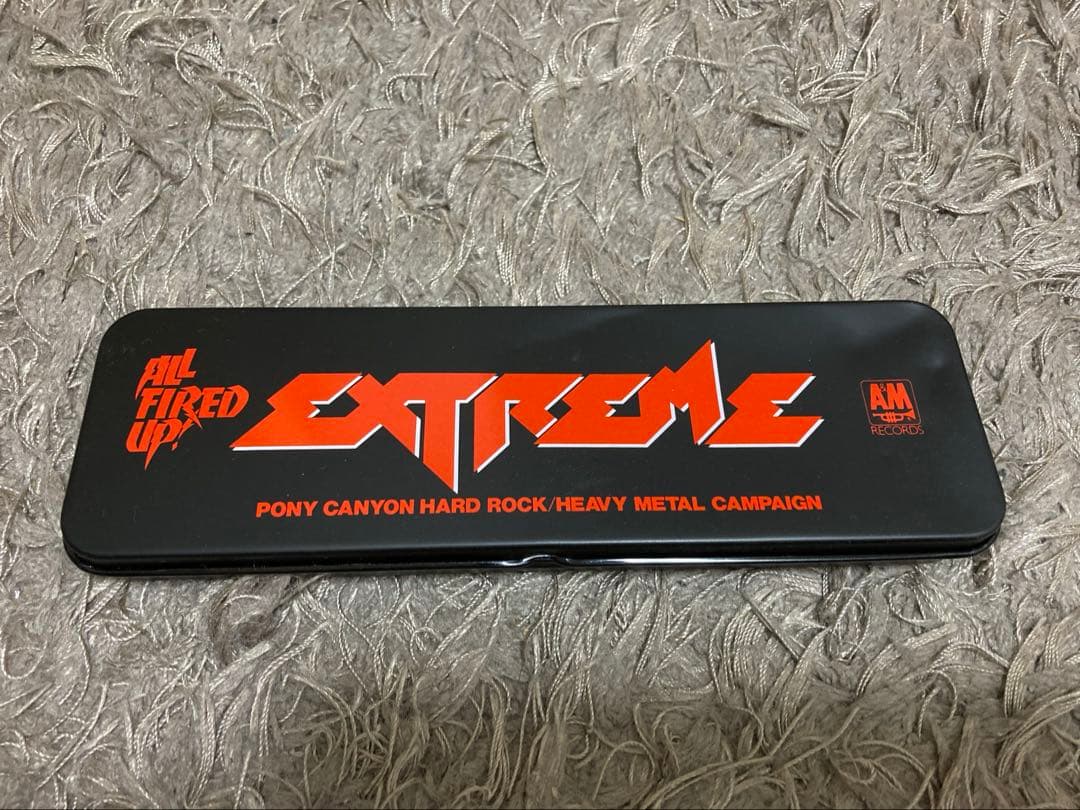 ALL
FIRED
UP!
EXTREME
A&M
RECORDS
PONY CANYON HARD ROCK/HEAVY METAL CAMPAIGN